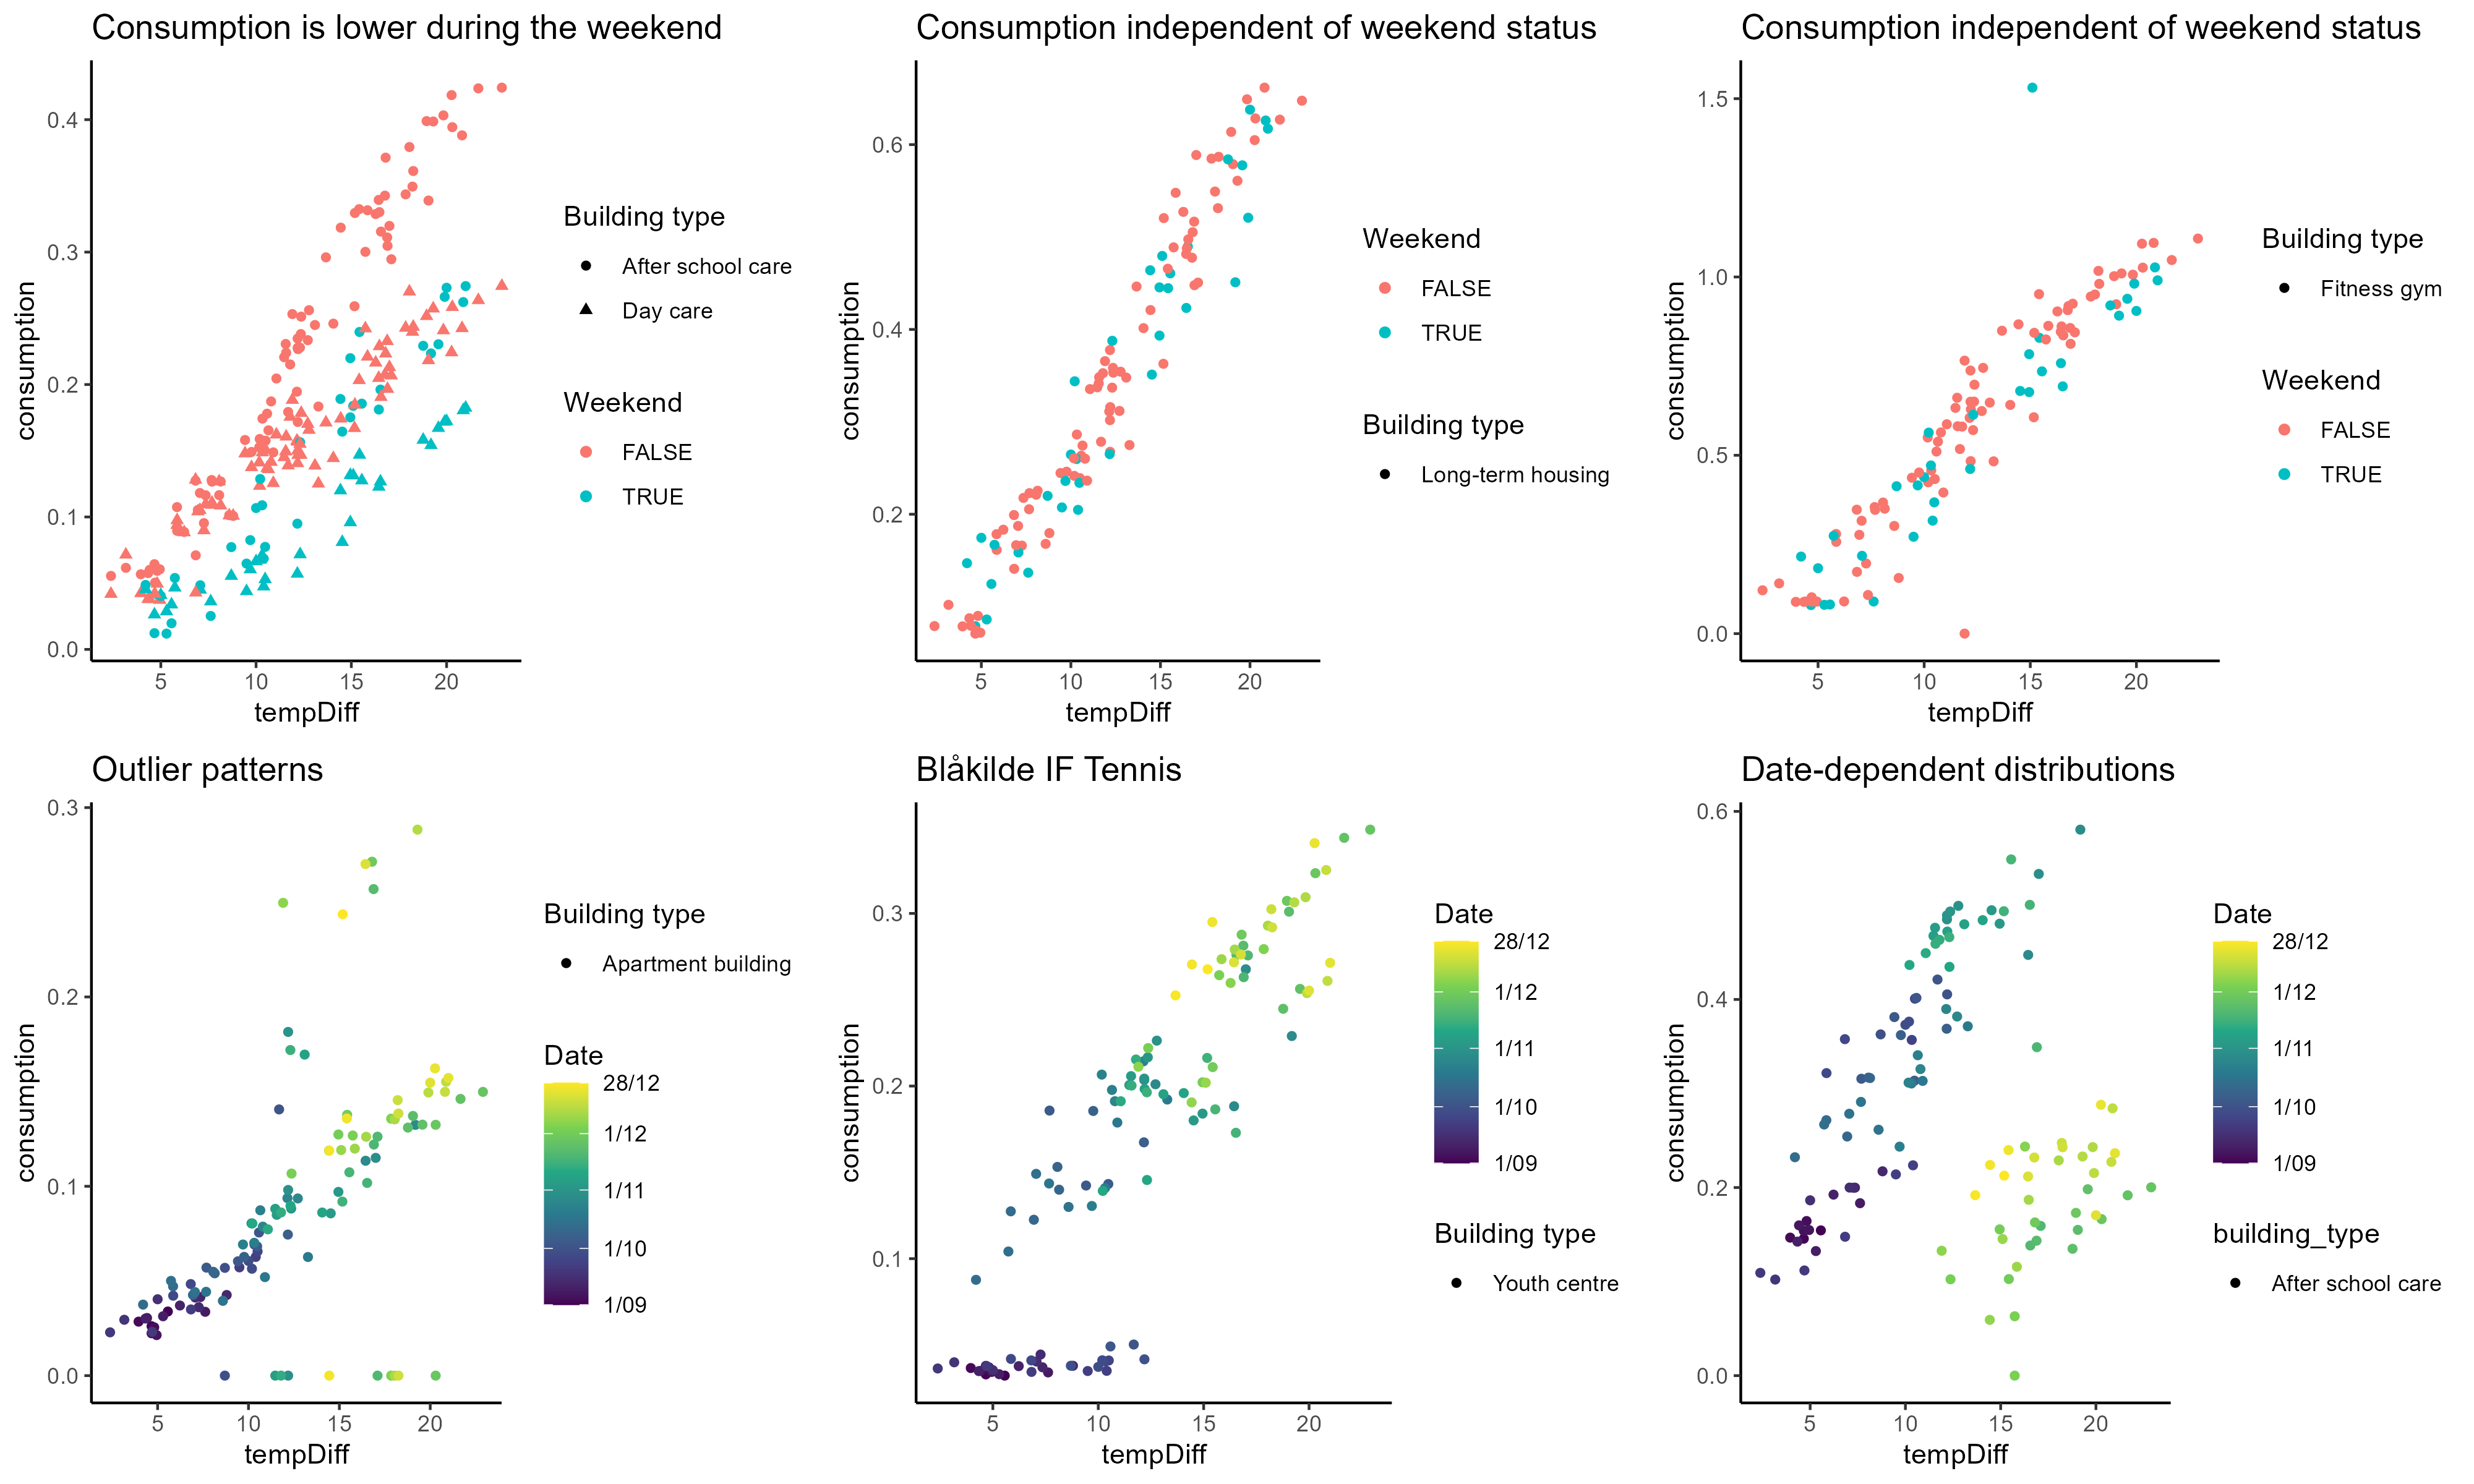 Consumption is lower during the weekend
consumption
0.4
0.3
0.2
0.1
0.0
5 10 15 20
tempDiff
Building type
After school care
Day care
Weekend
FALSE
TRUE
Consumption independent of weekend status
consumption
0.6
0.4
0.2
5 10 15 20
tempDiff
Weekend
FALSE
TRUE
Building type
Long-term housing
Consumption independent of weekend status
consumption
1.5
1.0
0.5
0.0
5 10 15 20
tempDiff
Building type
Fitness gym
Weekend
FALSE
TRUE
Outlier patterns
consumption
0.3
0.2
0.1
0.0
5 10 15 20
tempDiff
Building type
Apartment building
Date
28/12
1/12
1/11
1/10
1/09
Blåkilde IF Tennis
consumption
0.3
0.2
0.1
5 10 15 20
tempDiff
Date
28/12
1/12
1/11
1/10
1/09
Building type
Youth centre
Date-dependent distributions
consumption
0.6
0.4
0.2
0.0
5 10 15 20
tempDiff
Date
28/12
1/12
1/11
1/10
1/09
building_type
After school care